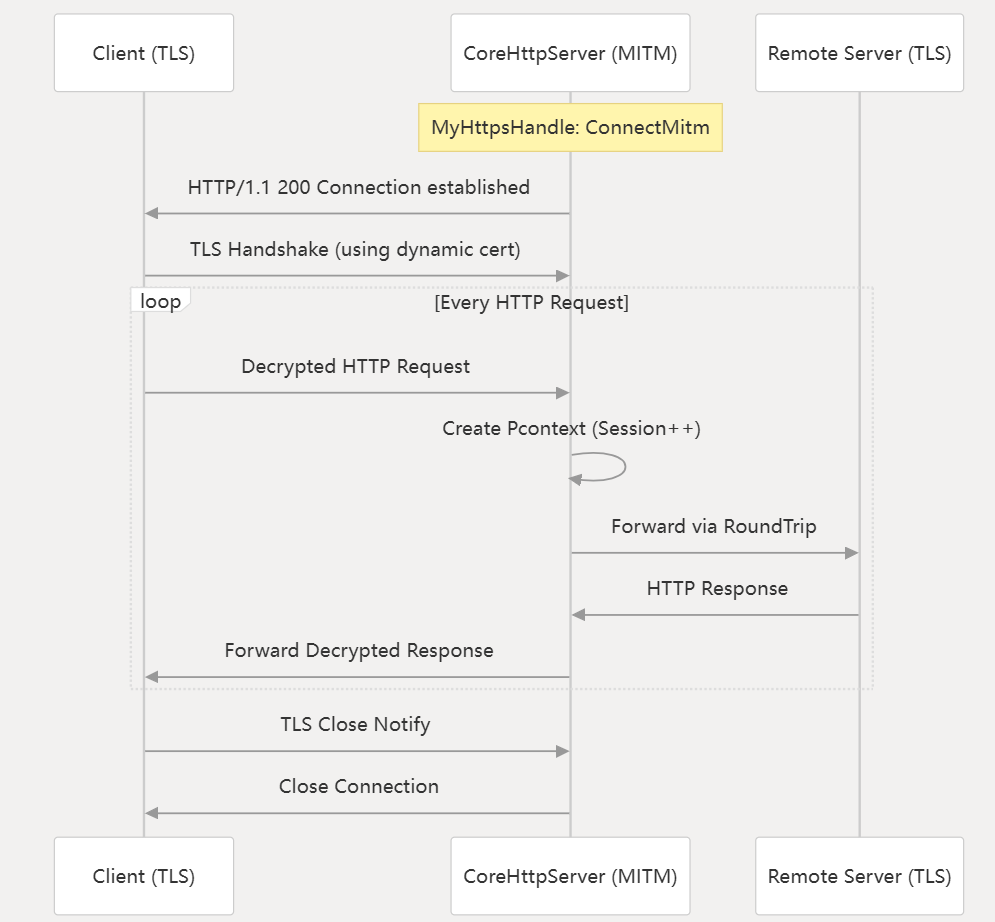 Client (TLS)
CoreHttpServer (MITM)
Remote Server (TLS)
MyHttpsHandle: ConnectMitm
HTTP/1.1 200 Connection established
TLS Handshake (using dynamic cert)
loop
[Every HTTP Request]
Decrypted HTTP Request
Create Pcontext (Session++)
Forward via RoundTrip
HTTP Response
Forward Decrypted Response
TLS Close Notify
Close Connection
Client (TLS)
CoreHttpServer (MITM)
Remote Server (TLS)